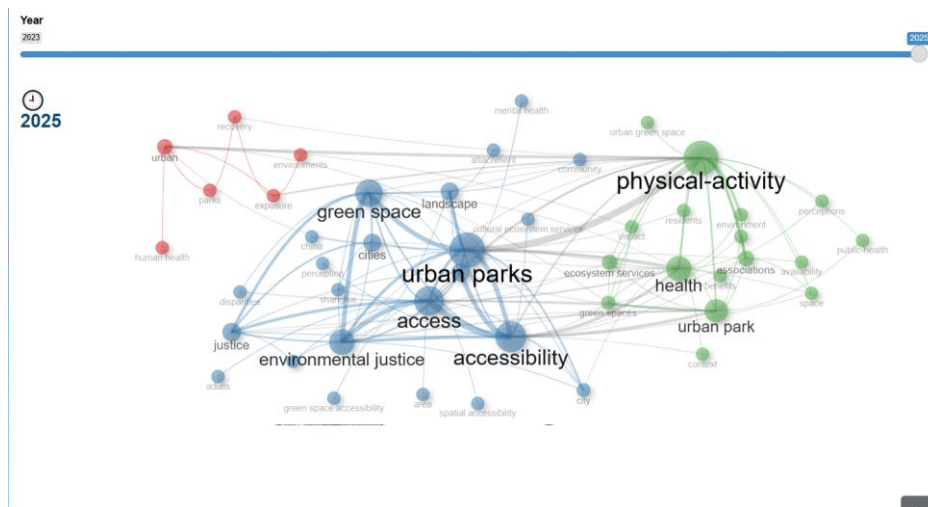 Year
2023
2025
2025
mental health
recovery
urban green space
urban
environments
attachment
community
physical-activity
parks
exposure
landscape
green space
perceptions
residents
environment
cultural ecosystem services
impact
china
cities
public-health
human health
perception
urban parks
ecosystem services
associations
availability
health
benefits
disparities
shanghai
space
green spaces
access
urban park
justice
environmental justice
accessibility
context
adults
city
green space accessibility
area
spatial accessibility